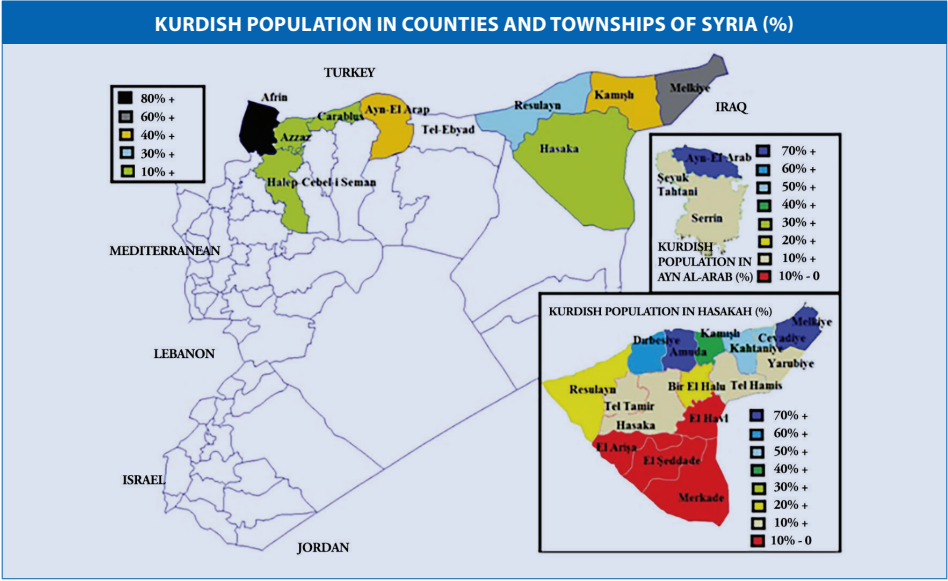 KURDISH POPULATION IN COUNTIES AND TOWNSHIPS OF SYRIA (%)
TURKEY
80% +
60% +
40% +
30% +
10% +
Afrin
Azzaz
Carablus
Ayn-El Arap
Tel-Ebyad
Resulayn
Kamışlı
Melkiye
IRAQ
Hasaka
Halep-Cebel-i Seman
MEDITERRANEAN
LEBANON
ISRAEL
JORDAN
Ayn-El-Arab
Şeyuk
Tahtani
Serrin
KURDISH
POPULATION IN
AYN AL-ARAB (%)
70% +
60% +
50% +
40% +
30% +
20% +
10% +
10% - 0
KURDISH POPULATION IN HASAKAH (%)
Dırbesiye
Amuda
Kamışlı
Kahtaniye
Cevadiye
Melkiye
Yarubiye
Resulayn
Bir El Halu
Tel Hamis
Tel Tamir
Hasaka
El Havl
El Arişa
El Şeddade
Merkade
70% +
60% +
50% +
40% +
30% +
20% +
10% +
10% - 0